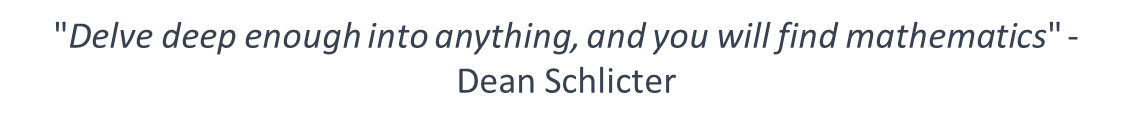 "Delve deep enough into anything, and you will find mathematics" -
Dean Schlicter